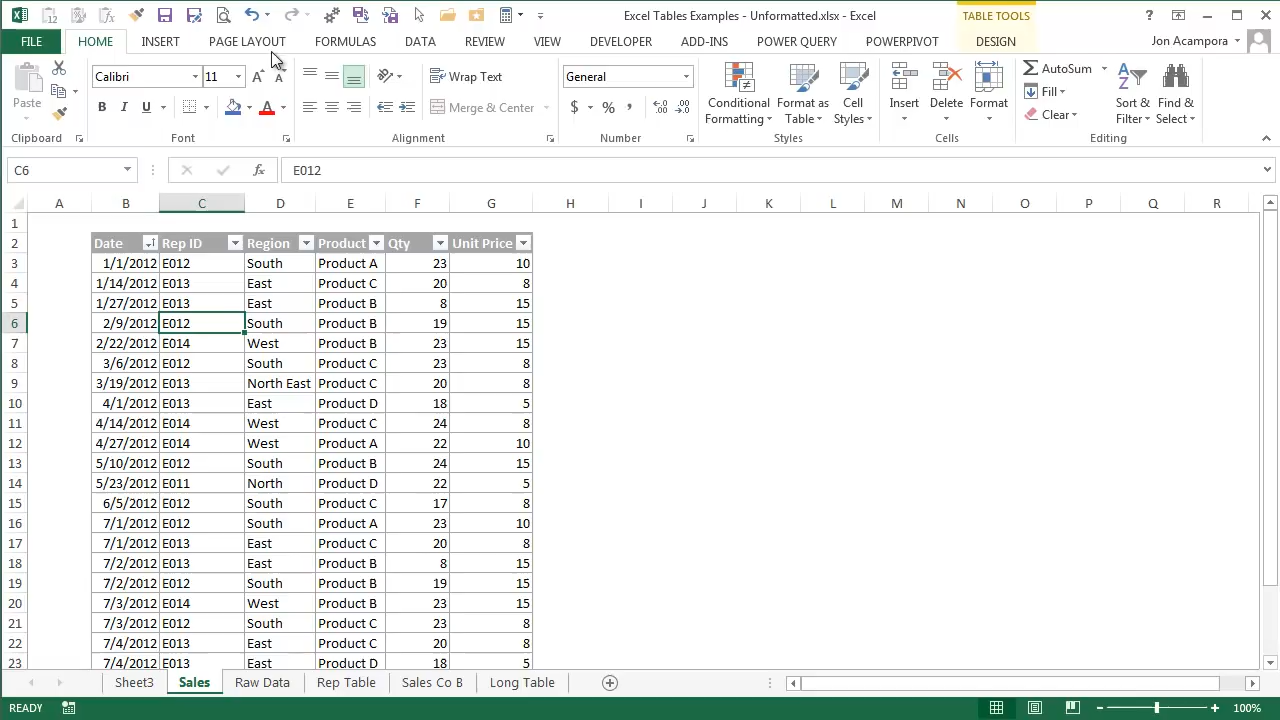 Excel Tables Examples - Unformatted.xlsx - Excel
TABLE TOOLS
FILE HOME INSERT PAGE LAYOUT FORMULAS DATA REVIEW VIEW DEVELOPER ADD-INS POWER QUERY POWERPIVOT DESIGN Jon Acampora
Paste
Calibri 11
Wrap Text
General
Conditional Formatting
Format as Table
Cell Styles
Insert
Delete
Format
AutoSum
Fill
Clear
Sort & Filter
Find & Select
B I U
Merge & Center
$ % ,
Clipboard Font Alignment Number Styles Cells Editing
C6 fx E012
A B C D E F G H I J K L M N O P Q R
1
2 Date Rep ID Region Product Qty Unit Price
3 1/1/2012 E012 South Product A 23 10
4 1/14/2012 E013 East Product C 20 8
5 1/27/2012 E013 East Product B 8 15
6 2/9/2012 E012 South Product B 19 15
7 2/22/2012 E014 West Product B 23 15
8 3/6/2012 E012 South Product C 23 8
9 3/19/2012 E013 North East Product C 20 8
10 4/1/2012 E013 East Product D 18 5
11 4/14/2012 E014 West Product C 24 8
12 4/27/2012 E014 West Product A 22 10
13 5/10/2012 E012 South Product B 24 15
14 5/23/2012 E011 North Product D 22 5
15 6/5/2012 E012 South Product C 17 8
16 7/1/2012 E012 South Product A 23 10
17 7/1/2012 E013 East Product C 20 8
18 7/2/2012 E013 East Product B 8 15
19 7/2/2012 E012 South Product B 19 15
20 7/3/2012 E014 West Product B 23 15
21 7/3/2012 E012 South Product C 23 8
22 7/4/2012 E013 East Product C 20 8
23 7/4/2012 E013 East Product D 18 5
Sheet3 Sales Raw Data Rep Table Sales Co B Long Table
READY 100%